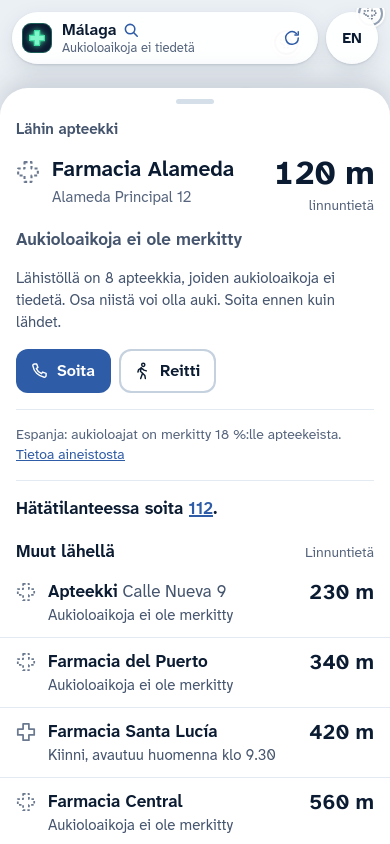 Málaga
Aukioloaikoja ei tiedetä
EN
Lähin apteekki
Farmacia Alameda
120 m
Alameda Principal 12
linnuntietä
Aukioloaikoja ei ole merkitty
Lähistöllä on 8 apteekkia, joiden aukioloaikoja ei
tiedetä. Osa niistä voi olla auki. Soita ennen kuin
lähdet.
Soita
Reitti
Espanja: aukioloajat on merkitty 18 %:lle apteekeista.
Tietoa aineistosta
Hätätilanteessa soita 112.
Muut lähellä
Linnuntietä
Apteekki Calle Nueva 9
230 m
Aukioloaikoja ei ole merkitty
Farmacia del Puerto
340 m
Aukioloaikoja ei ole merkitty
Farmacia Santa Lucía
420 m
Kiinni, avautuu huomenna klo 9.30
Farmacia Central
560 m
Aukioloaikoja ei ole merkitty